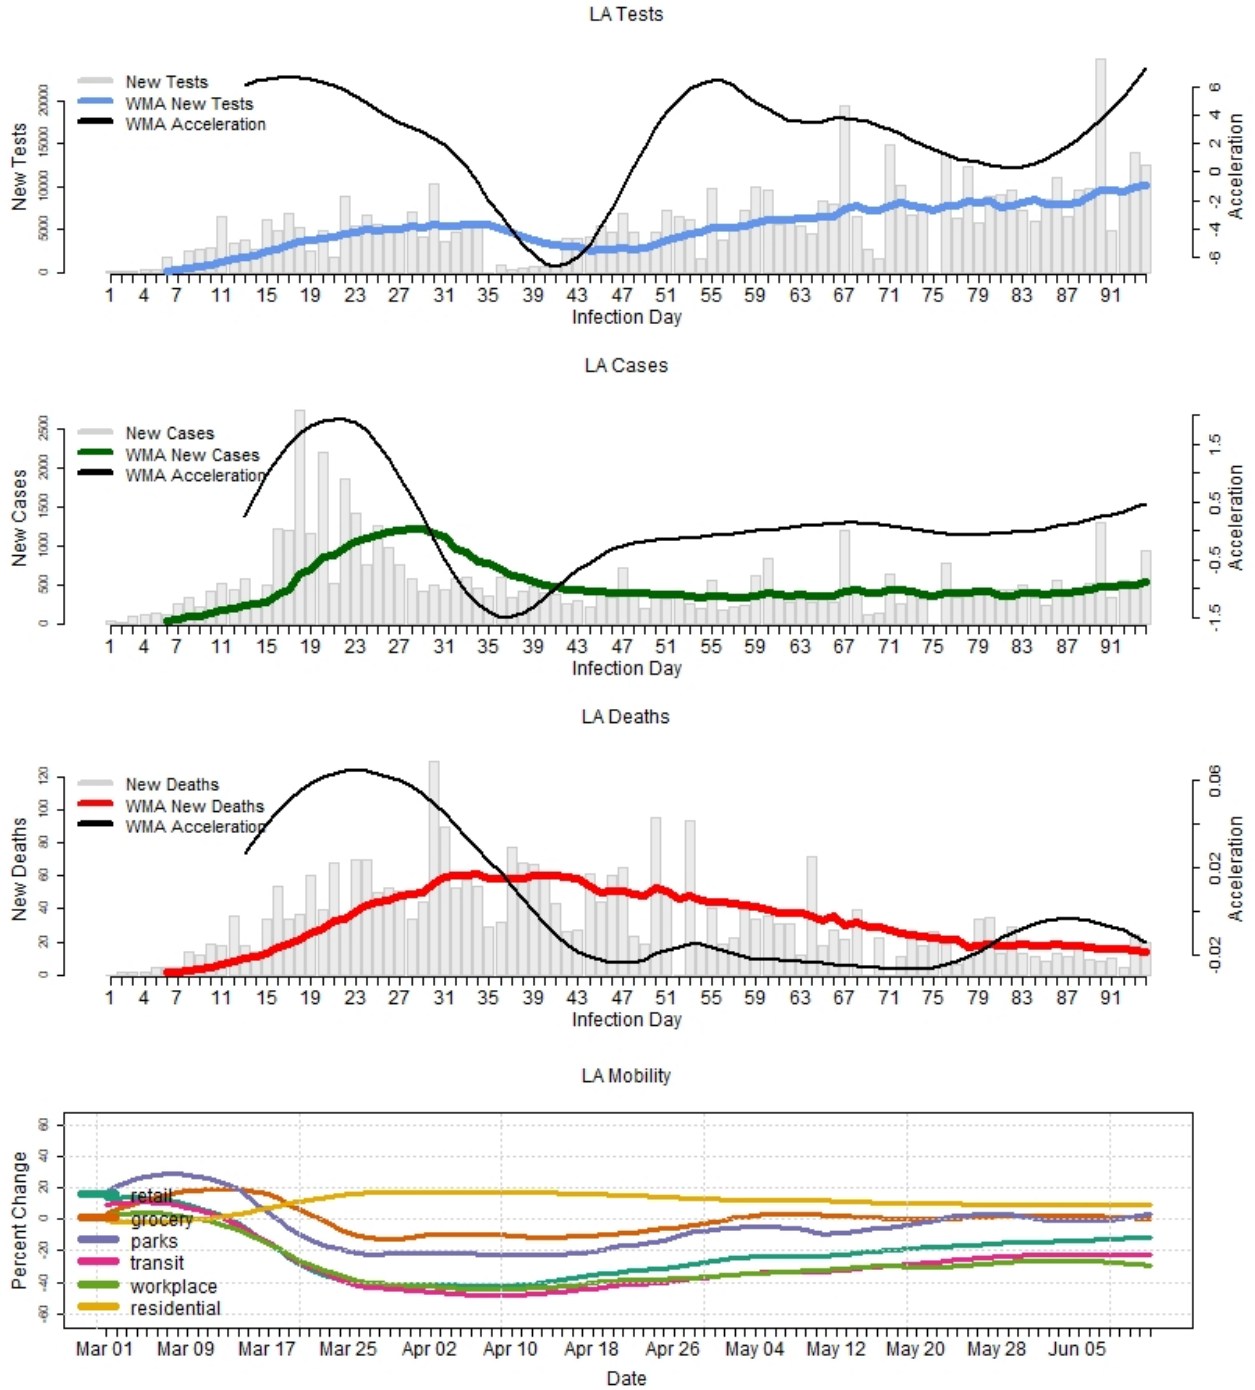 LA Tests
New Tests
WMA New Tests
WMA Acceleration
New Tests
0 5000 10000 15000 20000
Acceleration
-6 -4 -2 0 2 4 6
1 4 7 11 15 19 23 27 31 35 39 43 47 51 55 59 63 67 71 75 79 83 87 91
Infection Day
LA Cases
New Cases
WMA New Cases
WMA Acceleration
New Cases
0 500 1000 1500 2000 2500
Acceleration
-1.5 -0.5 0.5 1.5
1 4 7 11 15 19 23 27 31 35 39 43 47 51 55 59 63 67 71 75 79 83 87 91
Infection Day
LA Deaths
New Deaths
WMA New Deaths
WMA Acceleration
New Deaths
0 20 40 60 80 100 120
Acceleration
-0.02 0.02 0.06
1 4 7 11 15 19 23 27 31 35 39 43 47 51 55 59 63 67 71 75 79 83 87 91
Infection Day
LA Mobility
Percent Change
-60 -40 -20 0 20 40 60
retail
grocery
parks
transit
workplace
residential
Mar 01 Mar 09 Mar 17 Mar 25 Apr 02 Apr 10 Apr 18 Apr 26 May 04 May 12 May 20 May 28 Jun 05
Date